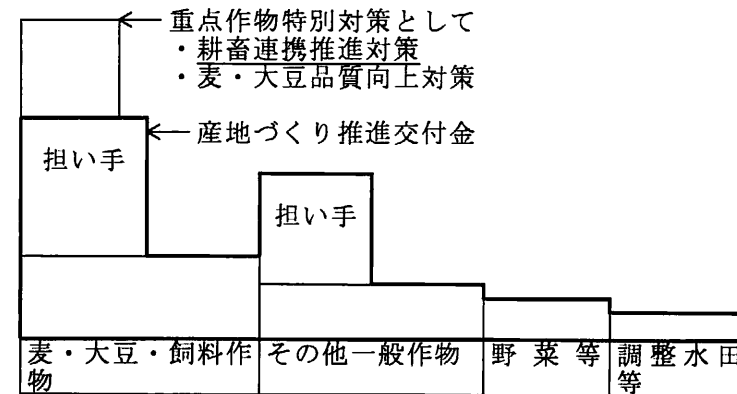 重点作物特別対策として
・耕畜連携推進対策
・麦・大豆品質向上対策
産地づくり推進交付金
担い手
担い手
麦・大豆・飼料作物
その他一般作物
野菜等
調整水田等